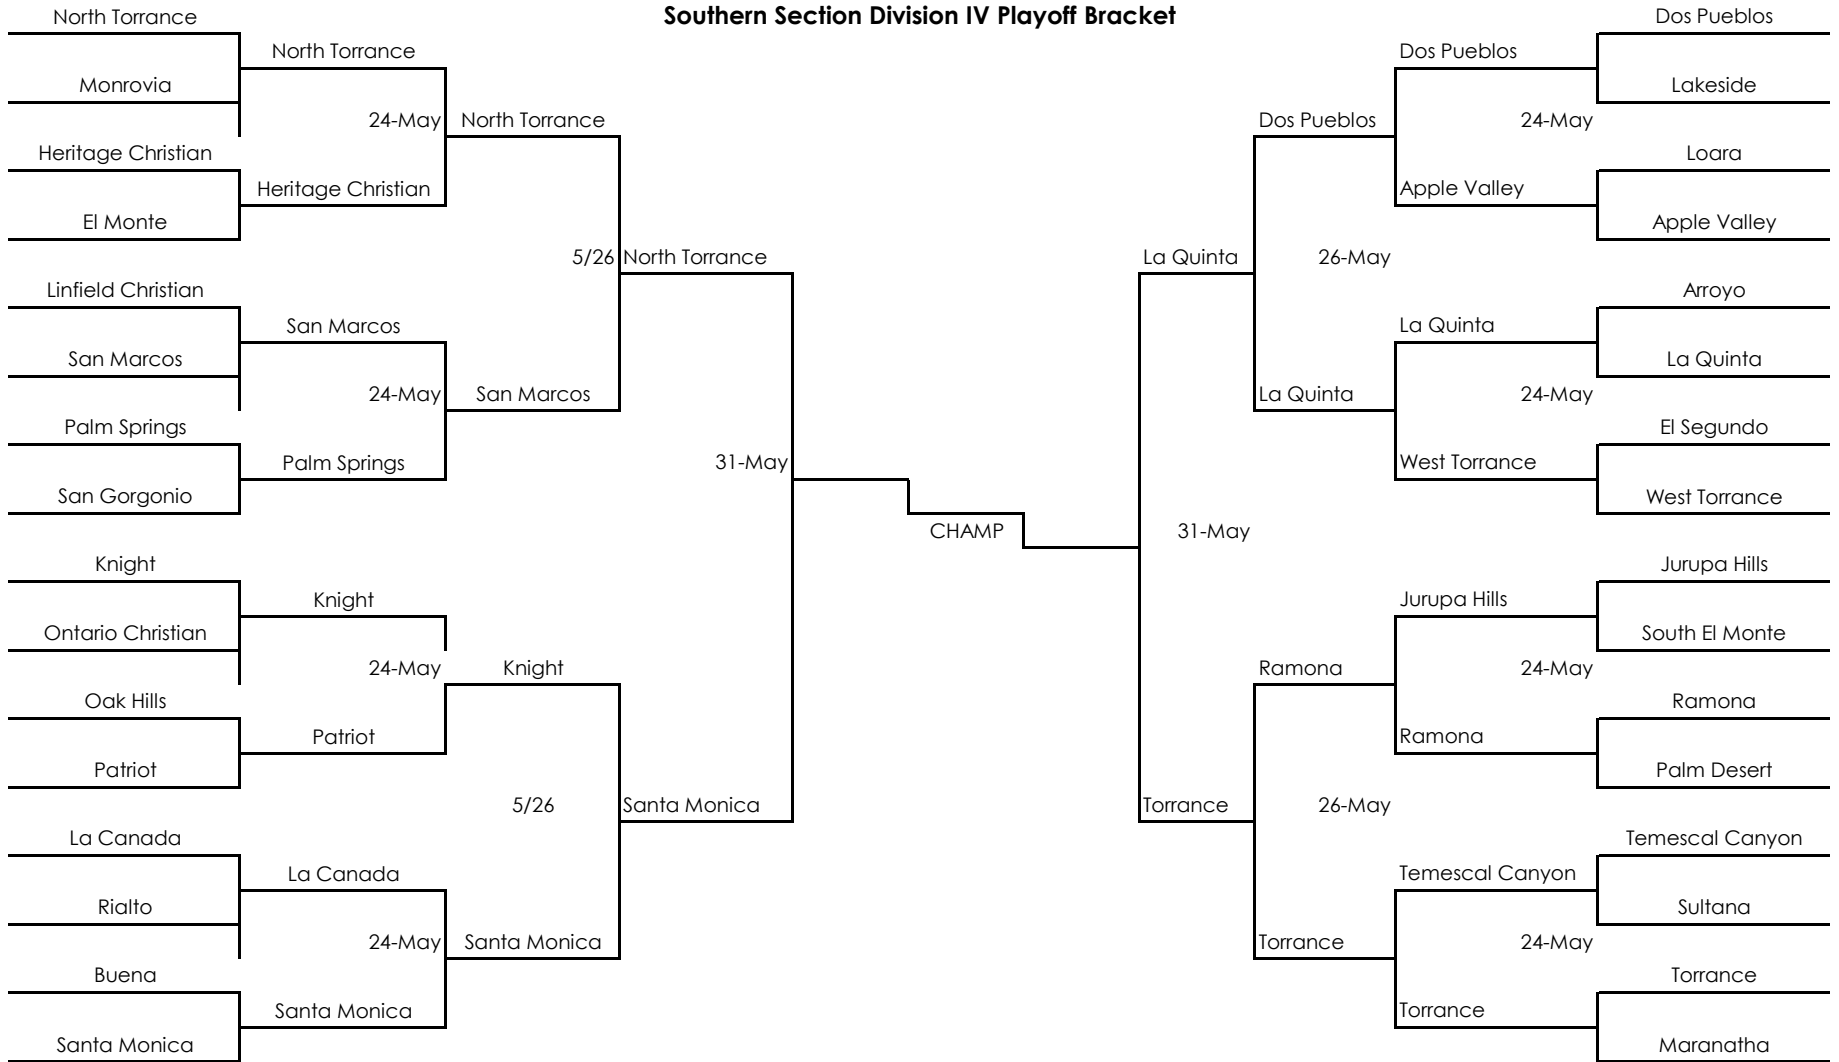 Southern Section Division IV Playoff Bracket
North Torrance
Monrovia
Heritage Christian
El Monte
Linfield Christian
San Marcos
Palm Springs
San Gorgonio
Knight
Ontario Christian
Oak Hills
Patriot
La Canada
Rialto
Buena
Santa Monica
North Torrance
24-May
Heritage Christian
San Marcos
24-May
Palm Springs
Knight
24-May
Patriot
La Canada
24-May
Santa Monica
North Torrance
5/26
San Marcos
Knight
5/26
Santa Monica
North Torrance
31-May
Santa Monica
CHAMP
La Quinta
31-May
Torrance
Dos Pueblos
26-May
La Quinta
Ramona
26-May
Torrance
Dos Pueblos
24-May
Apple Valley
La Quinta
24-May
West Torrance
Jurupa Hills
24-May
Ramona
Temescal Canyon
24-May
Torrance
Dos Pueblos
Lakeside
Loara
Apple Valley
Arroyo
La Quinta
El Segundo
West Torrance
Jurupa Hills
South El Monte
Ramona
Palm Desert
Temescal Canyon
Sultana
Torrance
Maranatha